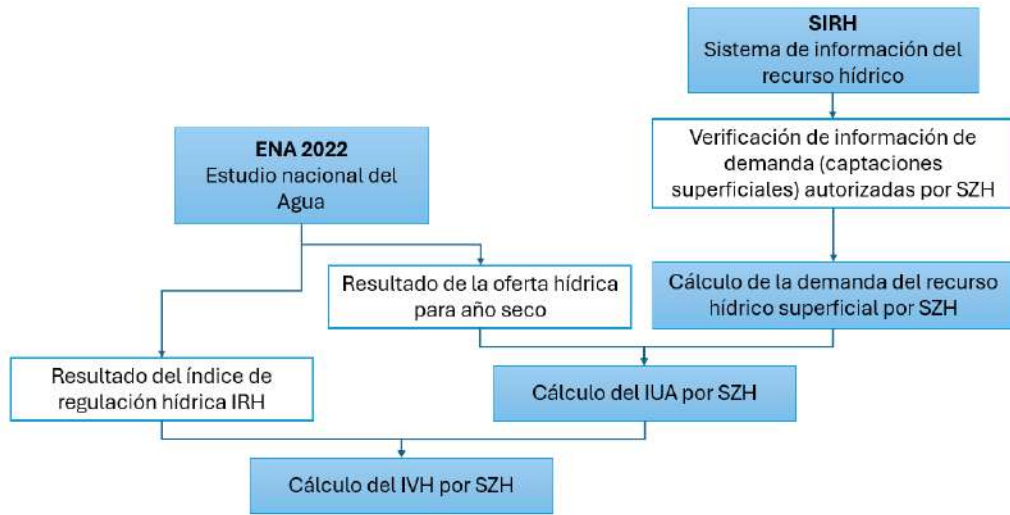 SIRH
Sistema de información del
recurso hídrico
ENA 2022
Estudio nacional del
Agua
Verificación de información de
demanda (captaciones
superficiales) autorizadas por SZH
Resultado de la oferta hídrica
para año seco
Cálculo de la demanda del recurso
hídrico superficial por SZH
Resultado del índice de
regulación hídrica IRH
Cálculo del IUA por SZH
Cálculo del IVH por SZH